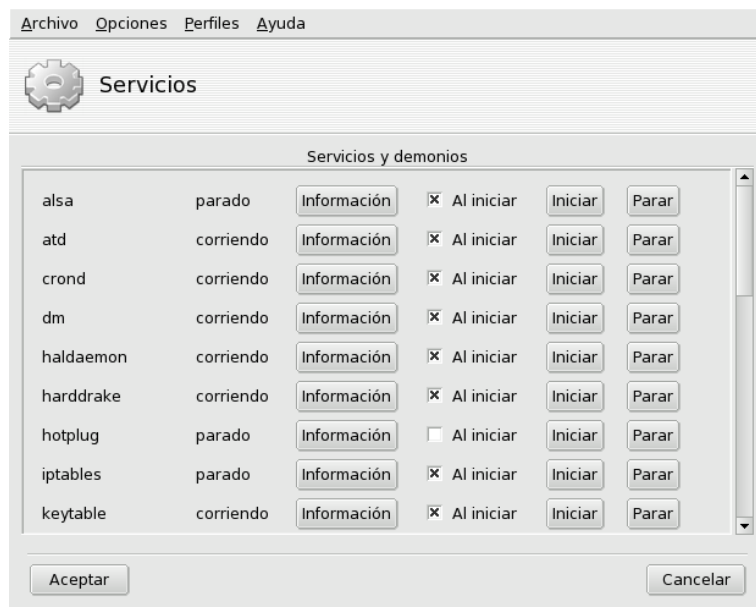 Archivo Opciones Perfiles Ayuda
Servicios
Servicios y demonios
alsa parado Información Al iniciar Iniciar Parar
atd corriendo Información Al iniciar Iniciar Parar
crond corriendo Información Al iniciar Iniciar Parar
dm corriendo Información Al iniciar Iniciar Parar
haldaemon corriendo Información Al iniciar Iniciar Parar
harddrake corriendo Información Al iniciar Iniciar Parar
hotplug parado Información Al iniciar Iniciar Parar
iptables parado Información Al iniciar Iniciar Parar
keytable corriendo Información Al iniciar Iniciar Parar
Aceptar Cancelar